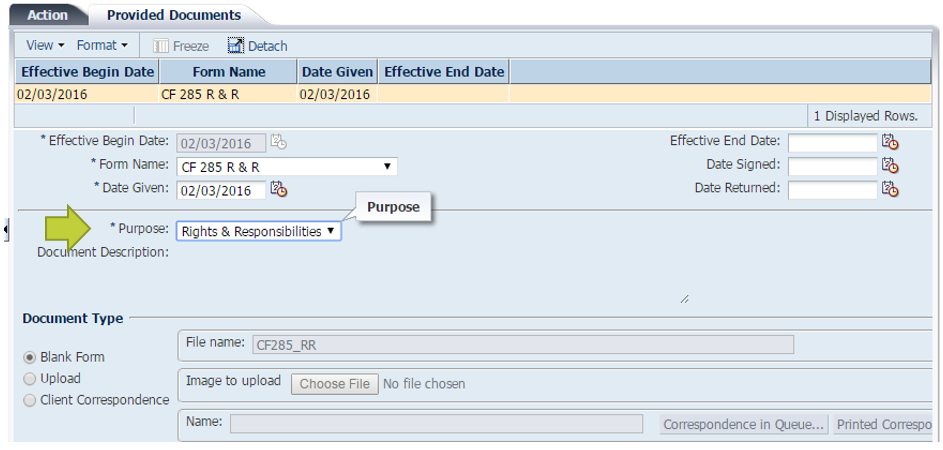 Action Provided Documents
View Format Freeze Detach
Effective Begin Date Form Name Date Given Effective End Date
02/03/2016 CF 285 R & R 02/03/2016
1 Displayed Rows.
* Effective Begin Date: 02/03/2016 Effective End Date:
* Form Name: CF 285 R & R Date Signed:
* Date Given: 02/03/2016 Date Returned:
Purpose
* Purpose: Rights & Responsibilities
Document Description:
Document Type
File name: CF285_RR
Blank Form
Upload
Image to upload Choose File No file chosen
Client Correspondence
Name: Correspondence in Queue... Printed Correspo